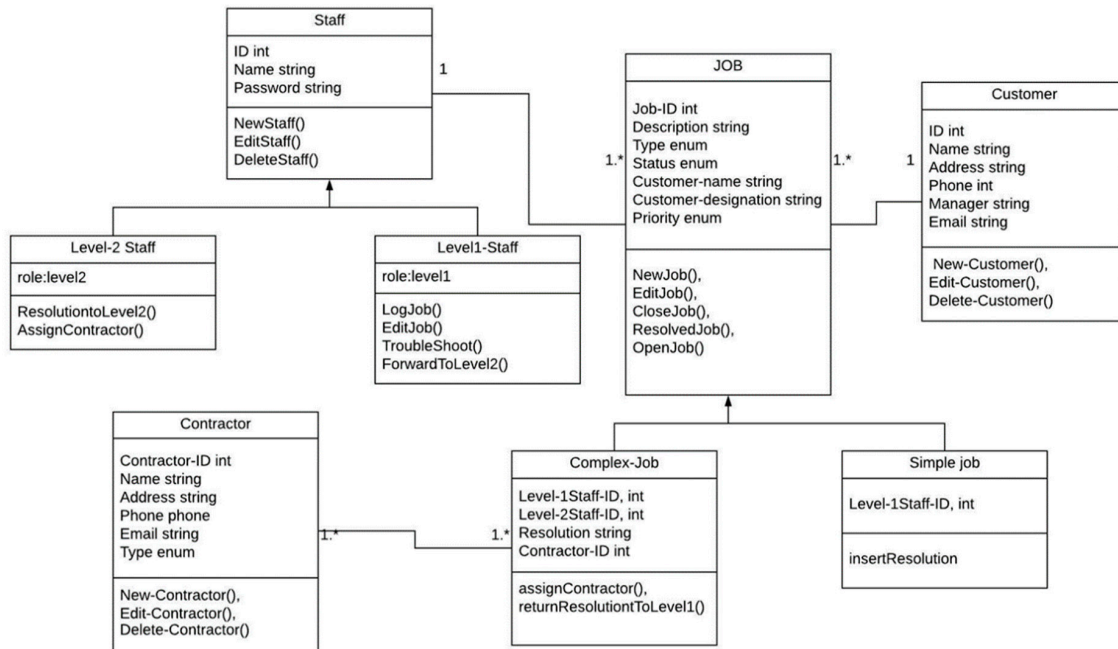 Staff
ID int
Name string
Password string
NewStaff()
EditStaff()
DeleteStaff()
1
1.*
JOB
Job-ID int
Description string
Type enum
Status enum
Customer-name string
Customer-designation string
Priority enum
NewJob(),
EditJob(),
CloseJob(),
ResolvedJob(),
OpenJob()
1.*
1
Customer
ID int
Name string
Address string
Phone int
Manager string
Email string
New-Customer(),
Edit-Customer(),
Delete-Customer()
Level-2 Staff
role:level2
ResolutiontoLevel2()
AssignContractor()
Level1-Staff
role:level1
LogJob()
EditJob()
TroubleShoot()
ForwardToLevel2()
Contractor
Contractor-ID int
Name string
Address string
Phone phone
Email string
Type enum
New-Contractor(),
Edit-Contractor(),
Delete-Contractor()
1.*
1.*
Complex-Job
Level-1Staff-ID, int
Level-2Staff-ID, int
Resolution string
Contractor-ID int
assignContractor(),
returnResolutiontToLevel1()
Simple job
Level-1Staff-ID, int
insertResolution